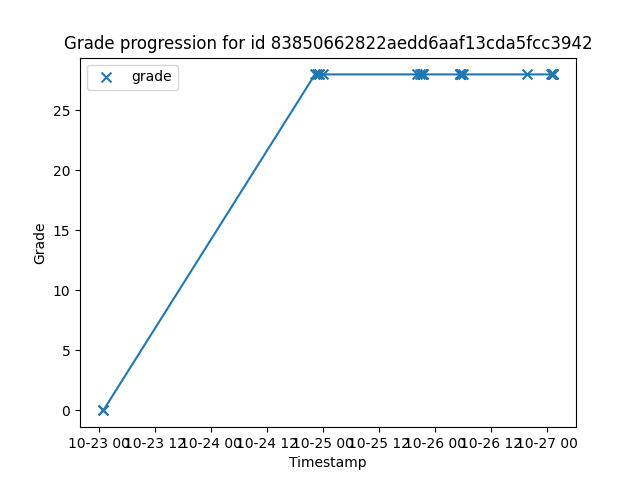 Grade progression for id 83850662822aedd6aaf13cda5fcc3942
grade
25
20
15
10
5
0
Grade
10-23 00 10-23 12 10-24 00 10-24 12 10-25 00 10-25 12 10-26 00 10-26 12 10-27 00
Timestamp